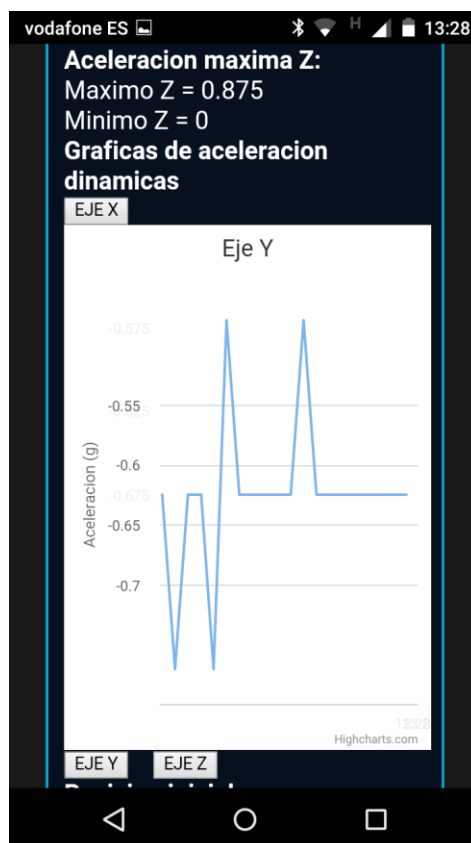 vodafone ES H 13:28
Aceleracion maxima Z:
Maximo Z = 0.875
Minimo Z = 0
Graficas de aceleracion
dinamicas
EJE X
Eje Y
-0.575
-0.55
-0.6
-0.675
-0.65
-0.7
Aceleracion (g)
Highcharts.com
EJE Y EJE Z